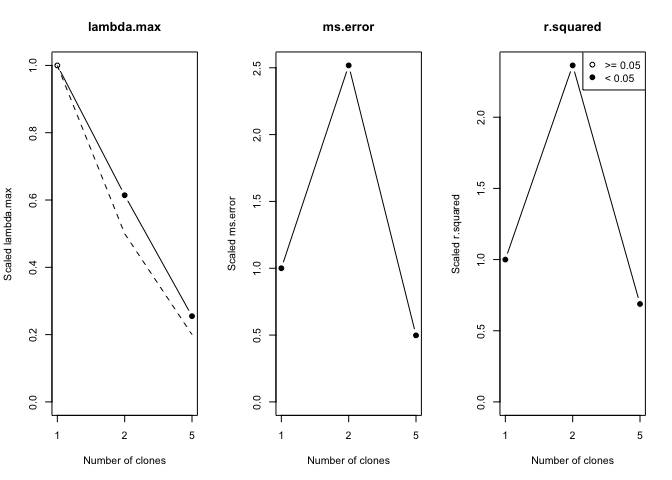 lambda.max
Scaled lambda.max
0.0 0.2 0.4 0.6 0.8 1.0
1 2 5
Number of clones
ms.error
Scaled ms.error
0.0 0.5 1.0 1.5 2.0 2.5
1 2 5
Number of clones
r.squared
Scaled r.squared
0.0 0.5 1.0 1.5 2.0
>= 0.05
< 0.05
1 2 5
Number of clones